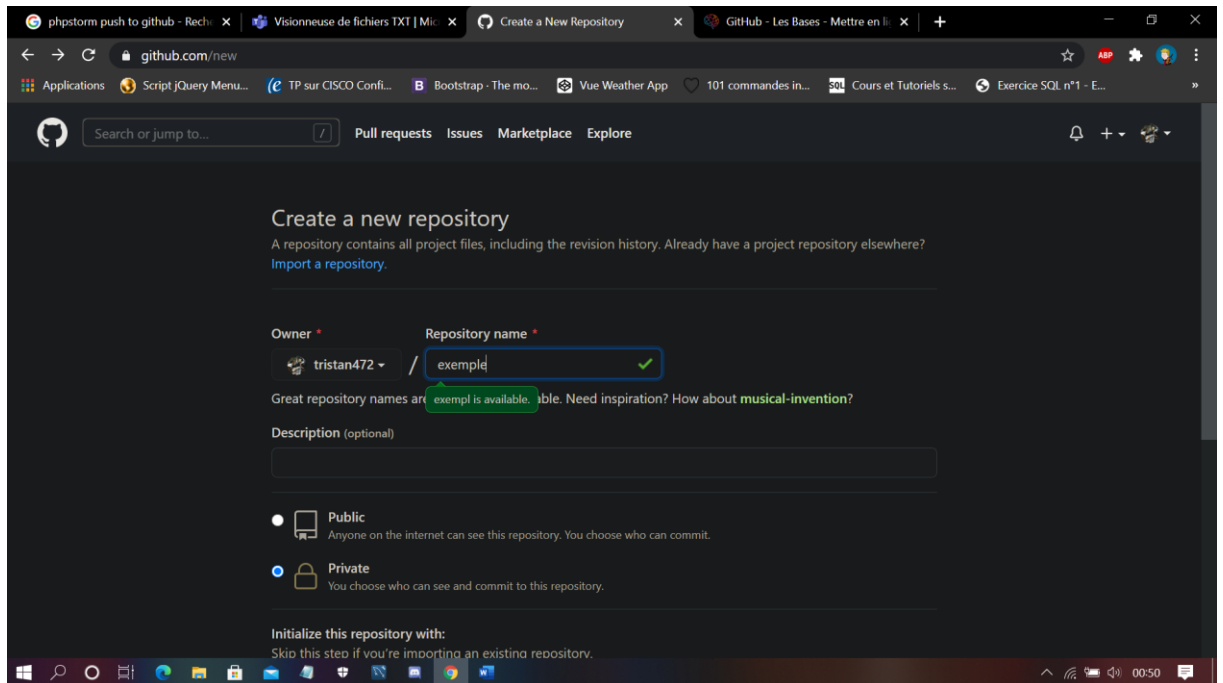 phpstorm push to github - Reche
Visionneuse de fichiers TXT | Mic
Create a New Repository
GitHub - Les Bases - Mettre en li
github.com/new
ABP
Applications
Script jQuery Menu...
TP sur CISCO Confi...
Bootstrap · The mo...
Vue Weather App
101 commandes in...
SQL
Cours et Tutoriels s...
Exercice SQL n°1 - E...
»
Search or jump to...
/
Pull requests
Issues
Marketplace
Explore
Create a new repository
A repository contains all project files, including the revision history. Already have a project repository elsewhere?
Import a repository.
Owner *
Repository name *
tristan472
/
exemple
Great repository names are able. Need inspiration? How about musical-invention?
exempl is available.
Description (optional)
Public
Anyone on the internet can see this repository. You choose who can commit.
Private
You choose who can see and commit to this repository.
Initialize this repository with:
Skip this step if you're importing an existing repository.
00:50